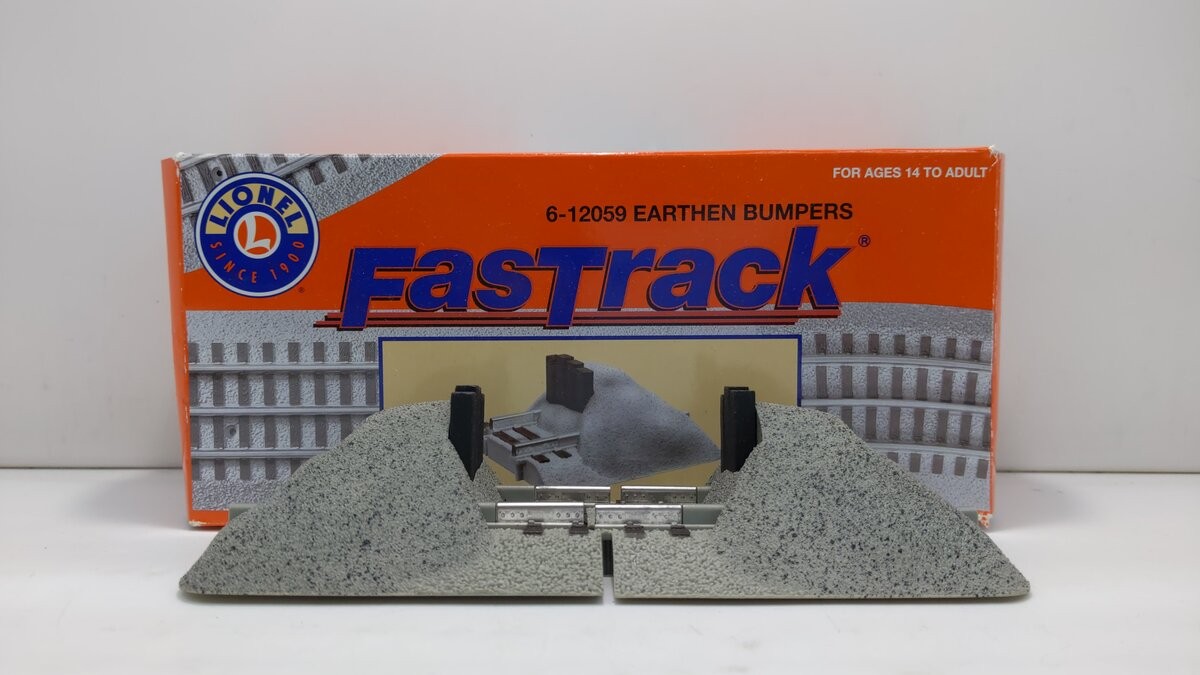 FOR AGES 14 TO ADULT
6-12059 EARTHEN BUMPERS
LIONEL
L
SINCE 1900
®
FasTrack®